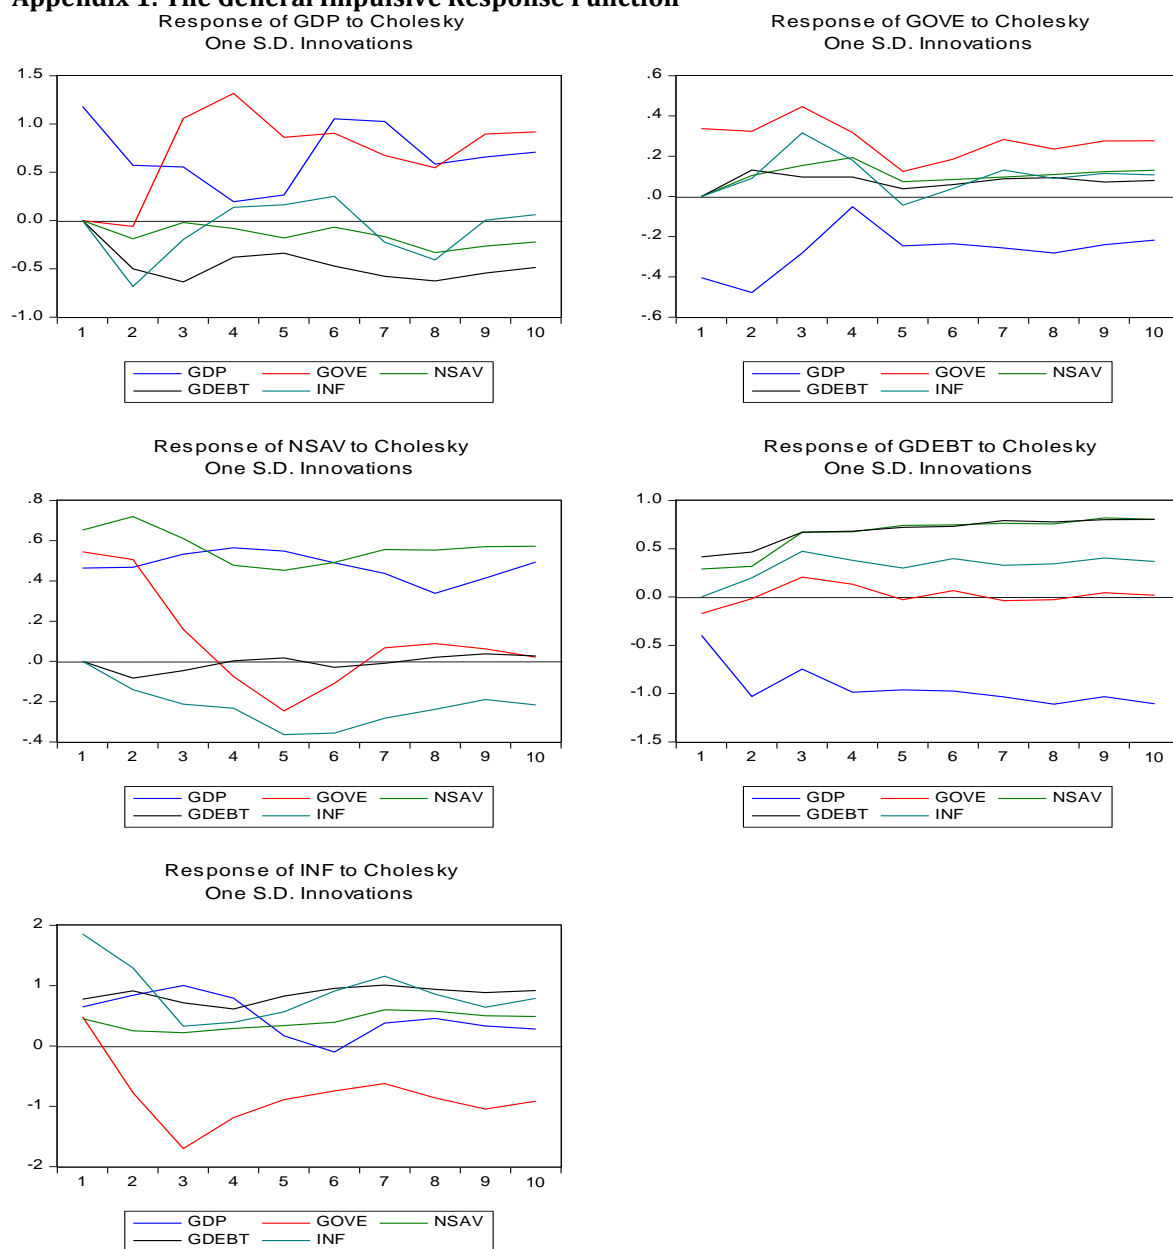 Appendix 1: The General Impulsive Response Function
Response of GDP to Cholesky
One S.D. Innovations
1.5
1.0
0.5
0.0
-0.5
-1.0
1 2 3 4 5 6 7 8 9 10
GDP GOVE NSAV
GDEBT INF
Response of GOVE to Cholesky
One S.D. Innovations
.6
.4
.2
.0
-.2
-.4
-.6
1 2 3 4 5 6 7 8 9 10
GDP GOVE NSAV
GDEBT INF
Response of NSAV to Cholesky
One S.D. Innovations
.8
.6
.4
.2
.0
-.2
-.4
1 2 3 4 5 6 7 8 9 10
GDP GOVE NSAV
GDEBT INF
Response of GDEBT to Cholesky
One S.D. Innovations
1.0
0.5
0.0
-0.5
-1.0
-1.5
1 2 3 4 5 6 7 8 9 10
GDP GOVE NSAV
GDEBT INF
Response of INF to Cholesky
One S.D. Innovations
2
1
0
-1
-2
1 2 3 4 5 6 7 8 9 10
GDP GOVE NSAV
GDEBT INF